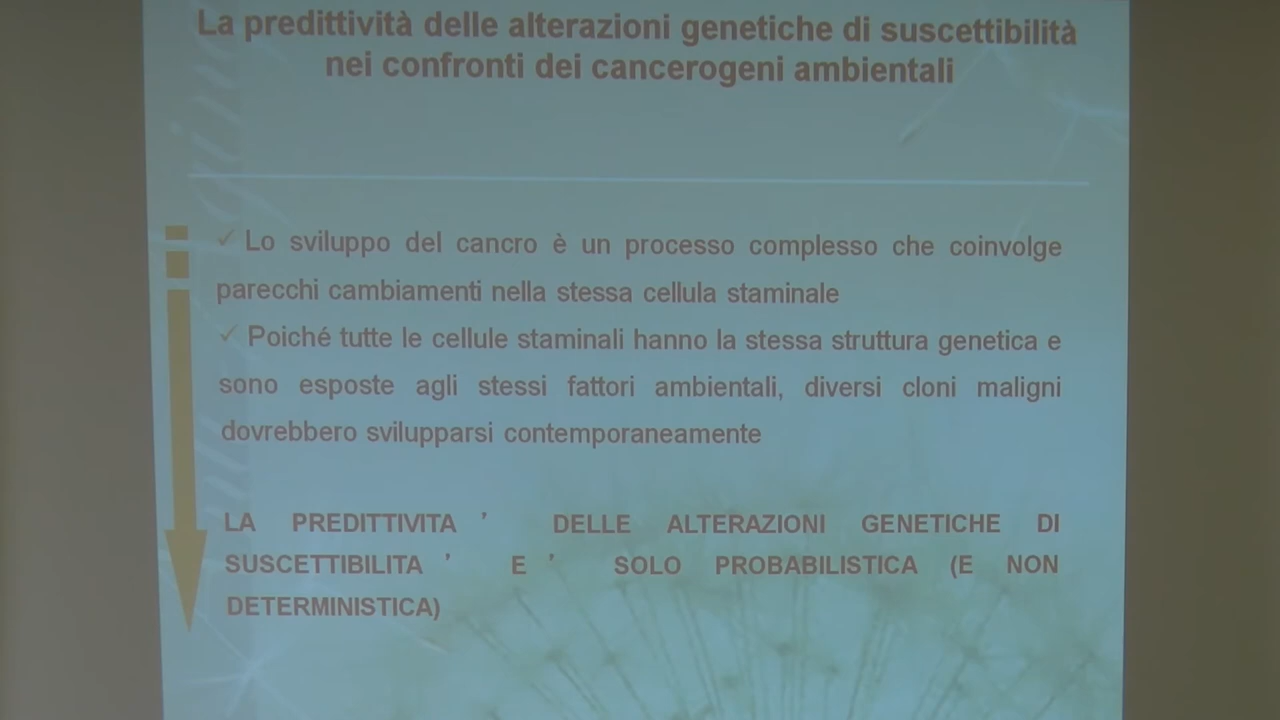 La predittività delle alterazioni genetiche di suscettibilità
nei confronti dei cancerogeni ambientali
✓ Lo sviluppo del cancro è un processo complesso che coinvolge
parecchi cambiamenti nella stessa cellula staminale
✓ Poiché tutte le cellule staminali hanno la stessa struttura genetica e
sono esposte agli stessi fattori ambientali, diversi cloni maligni
dovrebbero svilupparsi contemporaneamente
LA PREDITTIVITA ' DELLE ALTERAZIONI GENETICHE DI
SUSCETTIBILITA ' E ' SOLO PROBABILISTICA (E NON
DETERMINISTICA)